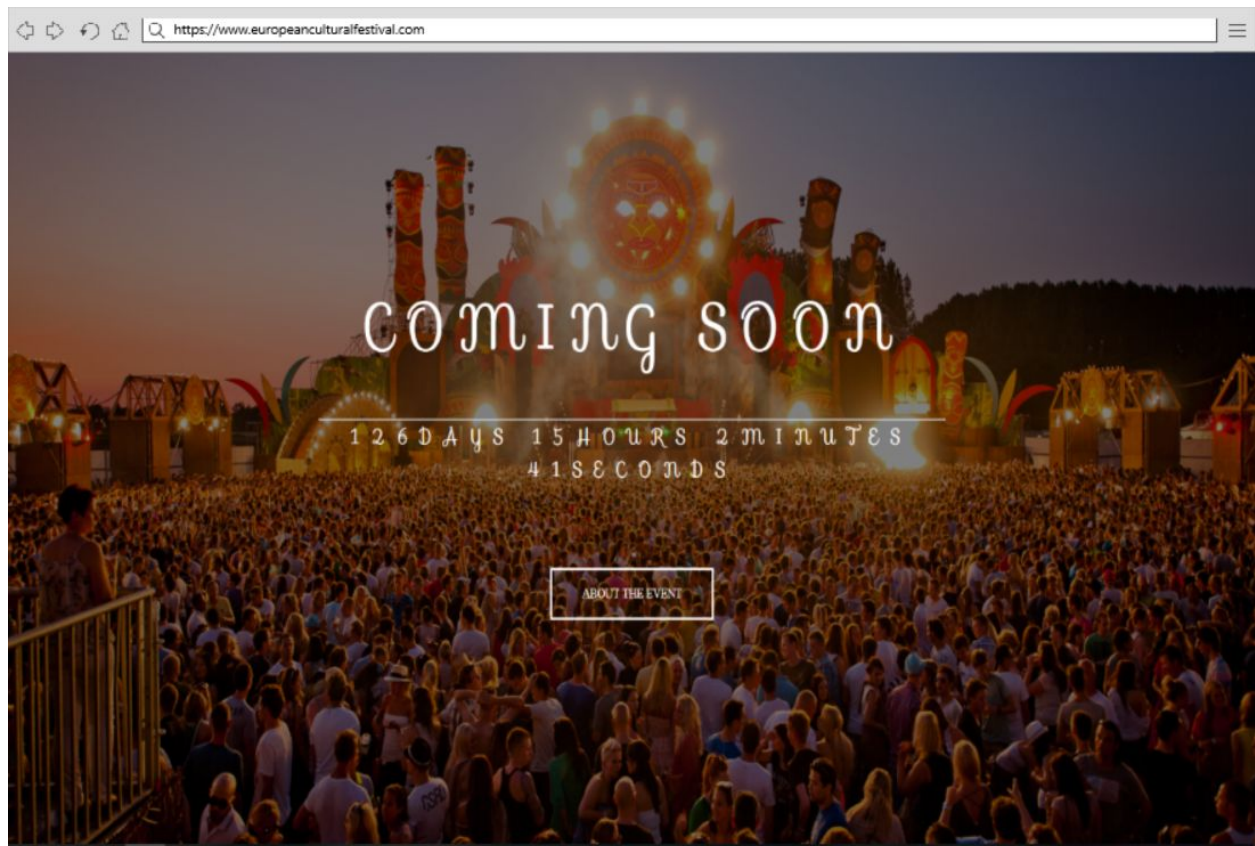 https://www.europeanculturalfestival.com
COMING SOON
126DAYS 15HOURS 2MINUTES
41SECONDS
ABOUT THE EVENT